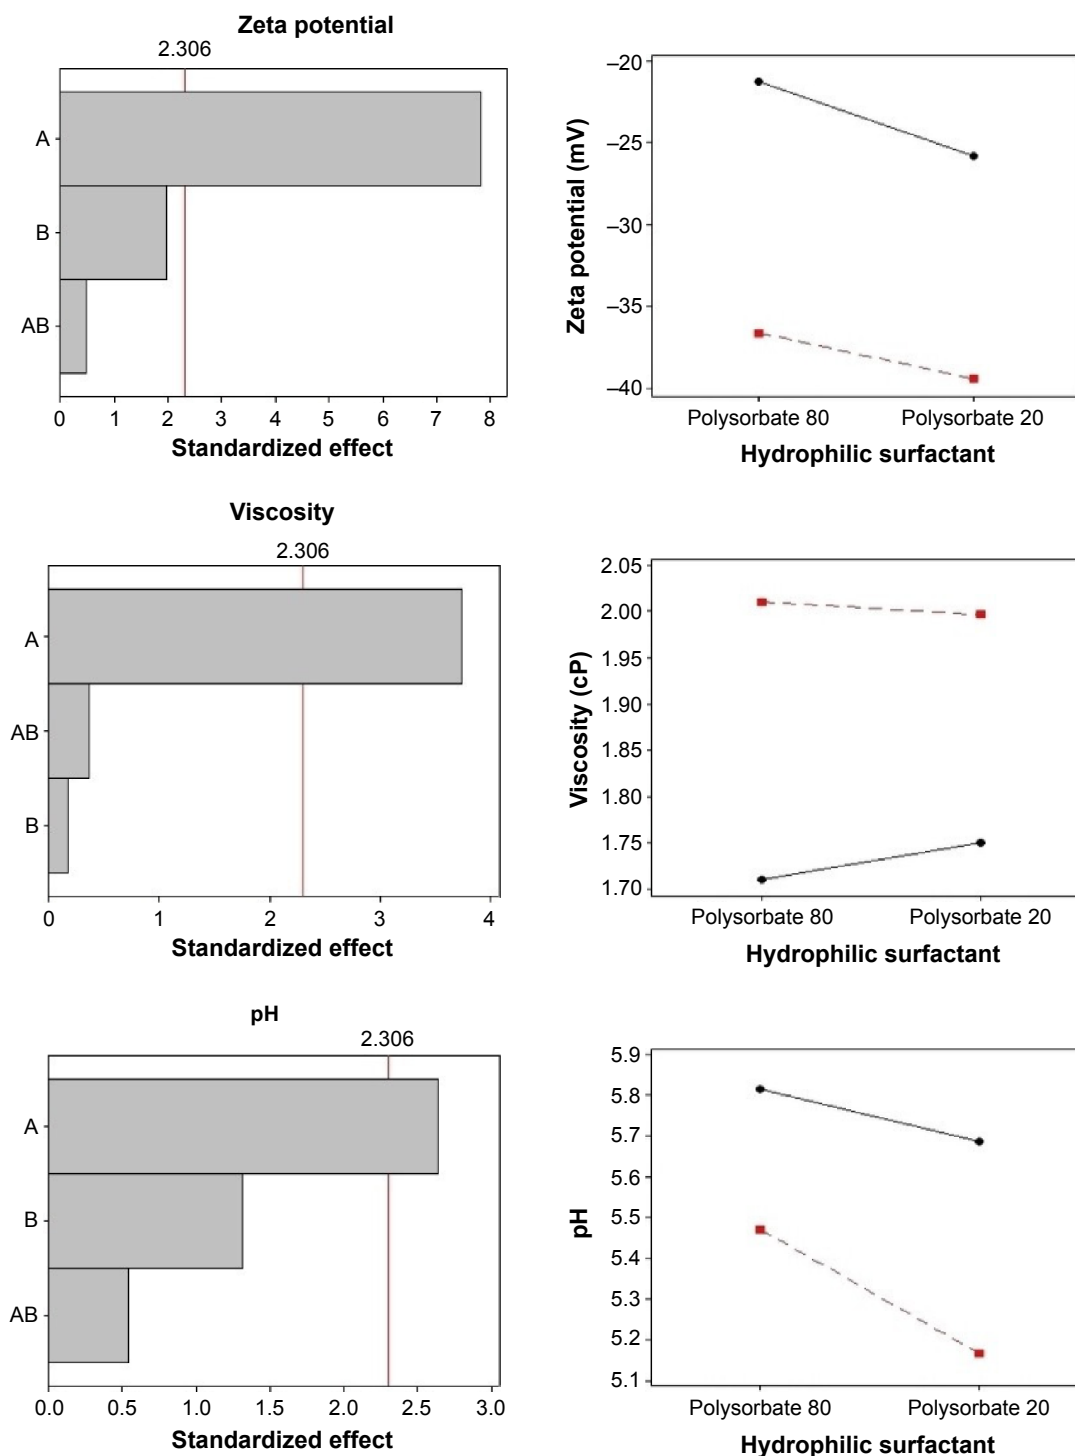 Zeta potential
2.306
A
B
AB
0 1 2 3 4 5 6 7 8
Standardized effect
–20
–25
–30
–35
–40
Zeta potential (mV)
Polysorbate 80 Polysorbate 20
Hydrophilic surfactant
Viscosity
2.306
A
AB
B
0 1 2 3 4
Standardized effect
2.05
2.00
1.95
1.90
1.85
1.80
1.75
1.70
Viscosity (cP)
Polysorbate 80 Polysorbate 20
Hydrophilic surfactant
pH
2.306
A
B
AB
0.0 0.5 1.0 1.5 2.0 2.5 3.0
Standardized effect
5.9
5.8
5.7
5.6
5.5
5.4
5.3
5.2
5.1
pH
Polysorbate 80 Polysorbate 20
Hydrophilic surfactant